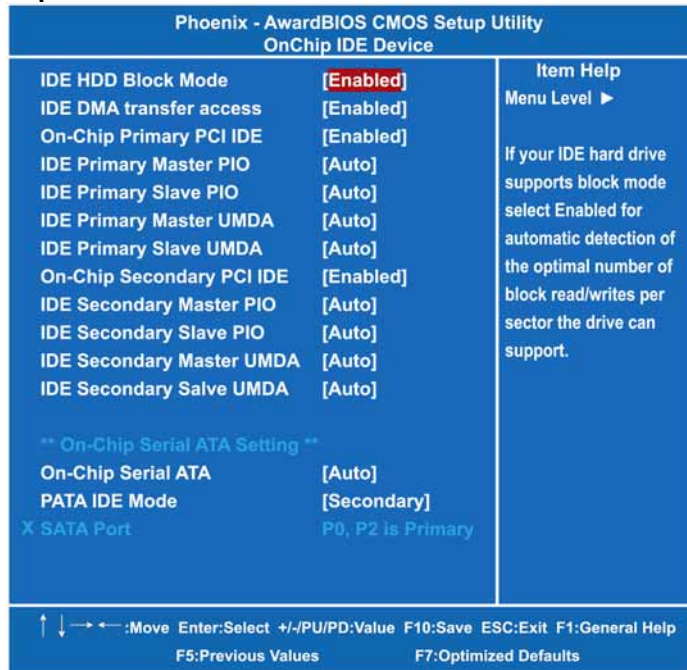 Phoenix - AwardBIOS CMOS Setup Utility
OnChip IDE Device
IDE HDD Block Mode [Enabled]
IDE DMA transfer access [Enabled]
On-Chip Primary PCI IDE [Enabled]
IDE Primary Master PIO [Auto]
IDE Primary Slave PIO [Auto]
IDE Primary Master UMDA [Auto]
IDE Primary Slave UMDA [Auto]
On-Chip Secondary PCI IDE [Enabled]
IDE Secondary Master PIO [Auto]
IDE Secondary Slave PIO [Auto]
IDE Secondary Master UMDA [Auto]
IDE Secondary Salve UMDA [Auto]
** On-Chip Serial ATA Setting **
On-Chip Serial ATA [Auto]
PATA IDE Mode [Secondary]
X SATA Port P0, P2 is Primary
Item Help
Menu Level ►
If your IDE hard drive
supports block mode
select Enabled for
automatic detection of
the optimal number of
block read/writes per
sector the drive can
support.
↑ ↓ → ← :Move Enter:Select +/-/PU/PD:Value F10:Save ESC:Exit F1:General Help
F5:Previous Values F7:Optimized Defaults